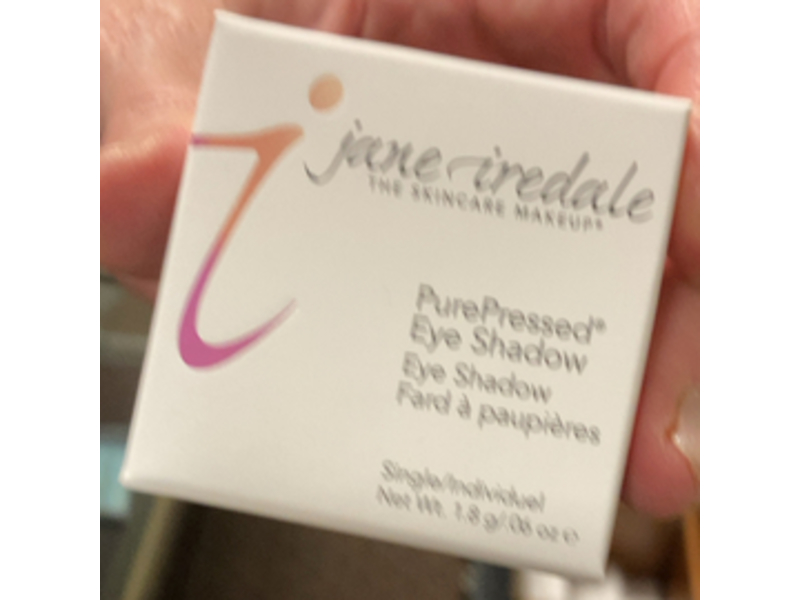 jane iredale
THE SKINCARE MAKEUP®
PurePressed®
Eye Shadow
Eye Shadow
Fard à paupières
Single/Individuel
Net Wt. 1.8 g/.06 oz e